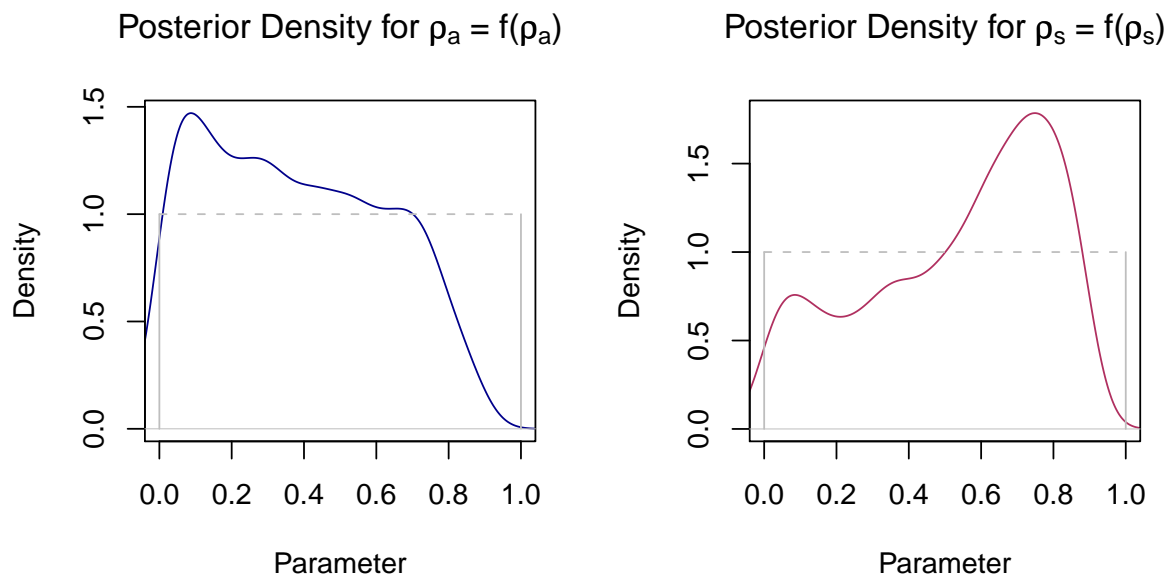 Posterior Density for ρₐ = f(ρₐ)
Density
1.5
1.0
0.5
0.0
0.0 0.2 0.4 0.6 0.8 1.0
Parameter
Posterior Density for ρₛ = f(ρₛ)
Density
1.5
1.0
0.5
0.0
0.0 0.2 0.4 0.6 0.8 1.0
Parameter